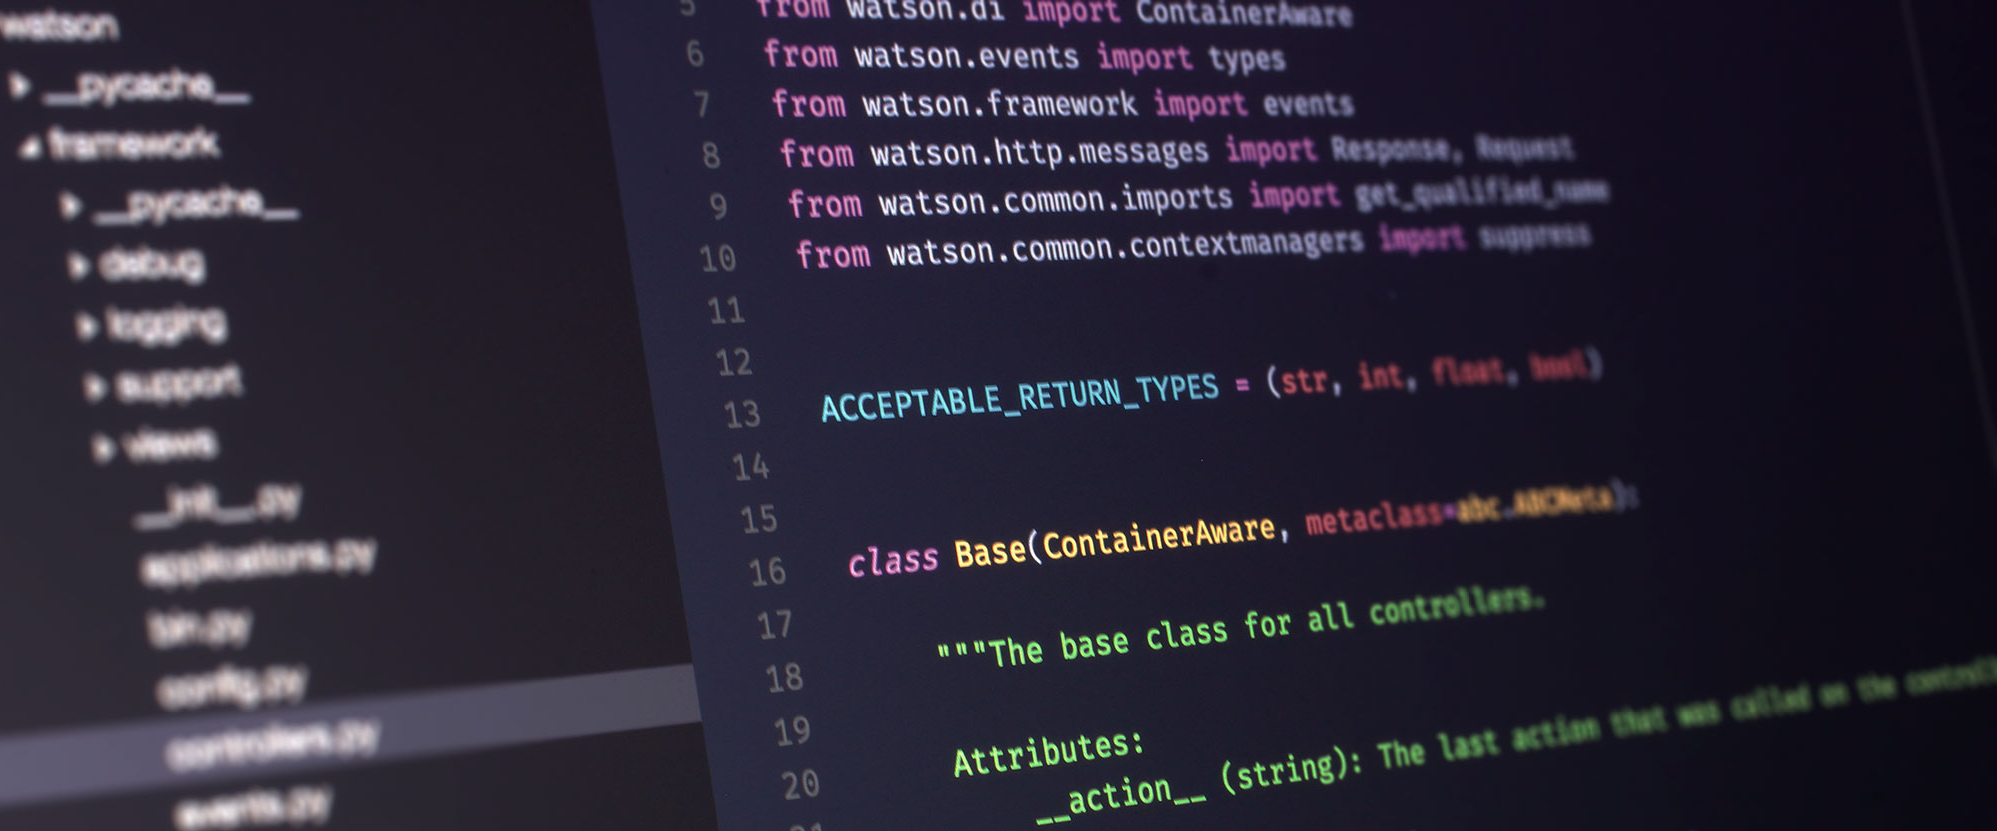 watson
__pycache__
framework
__pycache__
debug
logging
support
views
__init__.py
applications.py
bin.py
config.py
controllers.py
events.py
5 from watson.di import ContainerAware
6 from watson.events import types
7 from watson.framework import events
8 from watson.http.messages import Response, Request
9 from watson.common.imports import get_qualified_name
10 from watson.common.contextmanagers import suppress
11
12
13 ACCEPTABLE_RETURN_TYPES = (str, int, float, bool)
14
15
16 class Base(ContainerAware, metaclass=abc.ABCMeta):
17
18 """The base class for all controllers.
19
20 Attributes:
21 __action__ (string): The last action that was called on the